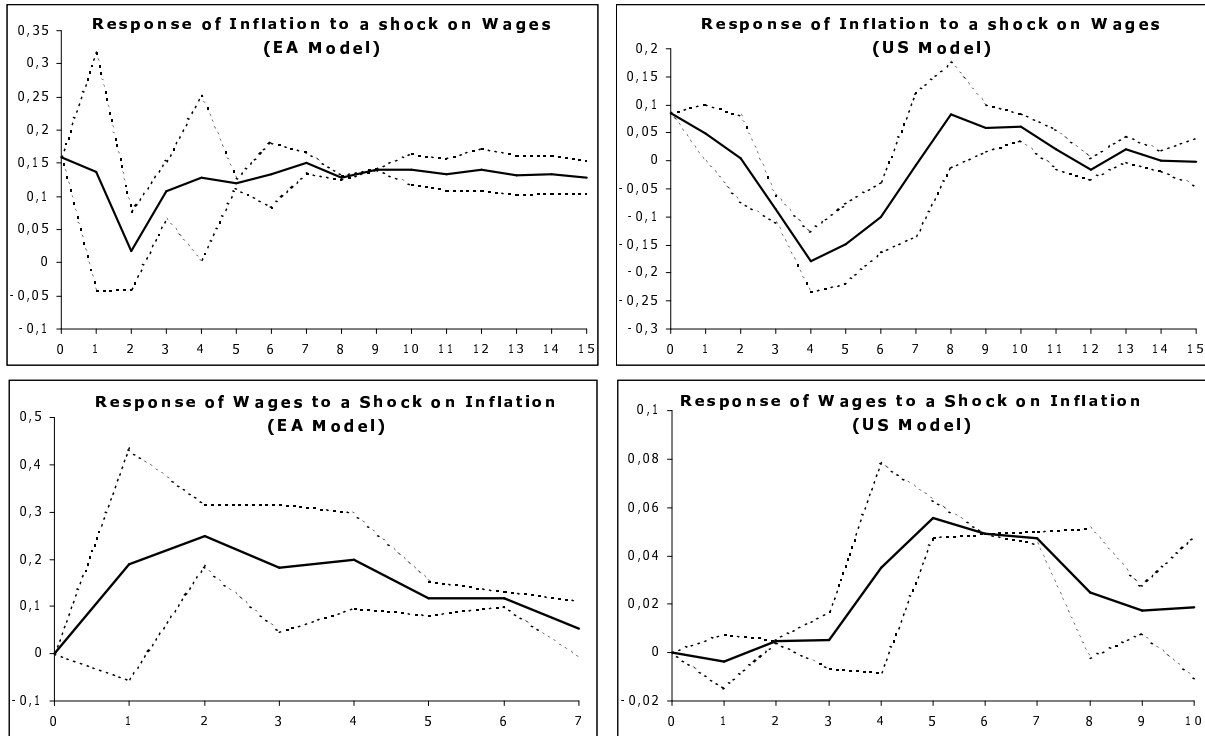 Response of Inflation to a shock on Wages
(EA Model)
0,35
0,3
0,25
0,2
0,15
0,1
0,05
0
-0,05
-0,1
0 1 2 3 4 5 6 7 8 9 10 11 12 13 14 15
Response of Inflation to a shock on Wages
(US Model)
0,2
0,15
0,1
0,05
0
-0,05
-0,1
-0,15
-0,2
-0,25
-0,3
0 1 2 3 4 5 6 7 8 9 10 11 12 13 14 15
Response of Wages to a Shock on Inflation
(EA Model)
0,5
0,4
0,3
0,2
0,1
0
-0,1
0 1 2 3 4 5 6 7
Response of Wages to a Shock on Inflation
(US Model)
0,1
0,08
0,06
0,04
0,02
0
-0,02
0 1 2 3 4 5 6 7 8 9 10